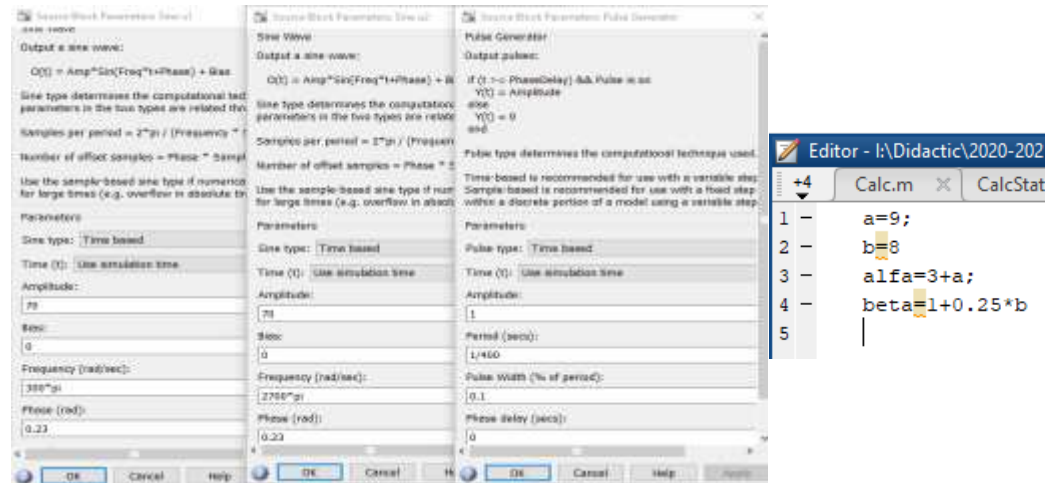 Source Block Parameters: Sine u1
Sine Wave
Output a sine wave:
O(t) = Amp*Sin(Freq*t+Phase) + Bias
Sine type determines the computational tec
parameters in the two types are related thro
Samples per period = 2*pi / (Frequency *
Number of offset samples = Phase * Sampl
Use the sample-based sine type if numerica
for large times (e.g. overflow in absolute tim
Parameters
Sine type: Time based
Time (t): Use simulation time
Amplitude:
70
Bias:
0
Frequency (rad/sec):
300*pi
Phase (rad):
0.23
OK Cancel Help
Source Block Parameters: Sine u2
Sine Wave
Output a sine wave:
O(t) = Amp*Sin(Freq*t+Phase) + B
Sine type determines the computationa
parameters in the two types are relate
Samples per period = 2*pi / (Frequen
Number of offset samples = Phase * S
Use the sample-based sine type if num
for large times (e.g. overflow in absolu
Parameters
Sine type: Time based
Time (t): Use simulation time
Amplitude:
70
Bias:
0
Frequency (rad/sec):
2700*pi
Phase (rad):
0.23
OK Cancel H
Source Block Parameters: Pulse Generator
Pulse Generator
Output pulses:
if (t >= PhaseDelay) && Pulse is on
Y(t) = Amplitude
else
Y(t) = 0
end
Pulse type determines the computational technique used.
Time-based is recommended for use with a variable step
Sample-based is recommended for use with a fixed step
within a discrete portion of a model using a variable step
Parameters
Pulse type: Time based
Time (t): Use simulation time
Amplitude:
1
Period (secs):
1/400
Pulse Width (% of period):
0.1
Phase delay (secs):
0
OK Cancel Help Apply
Editor - I:\Didactic\2020-202
+4 Calc.m CalcStat
1 a=9;
2 b=8
3 alfa=3+a;
4 beta=1+0.25*b
5